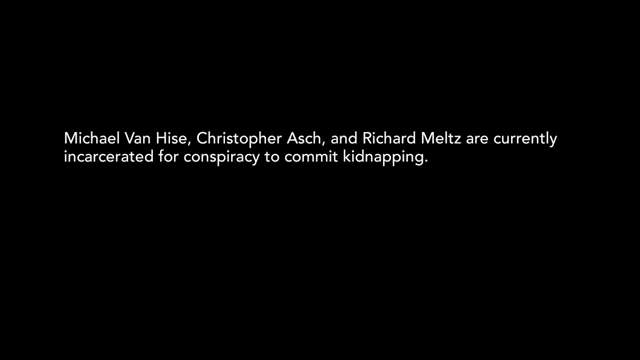 Michael Van Hise, Christopher Asch, and Richard Meltz are currently
incarcerated for conspiracy to commit kidnapping.